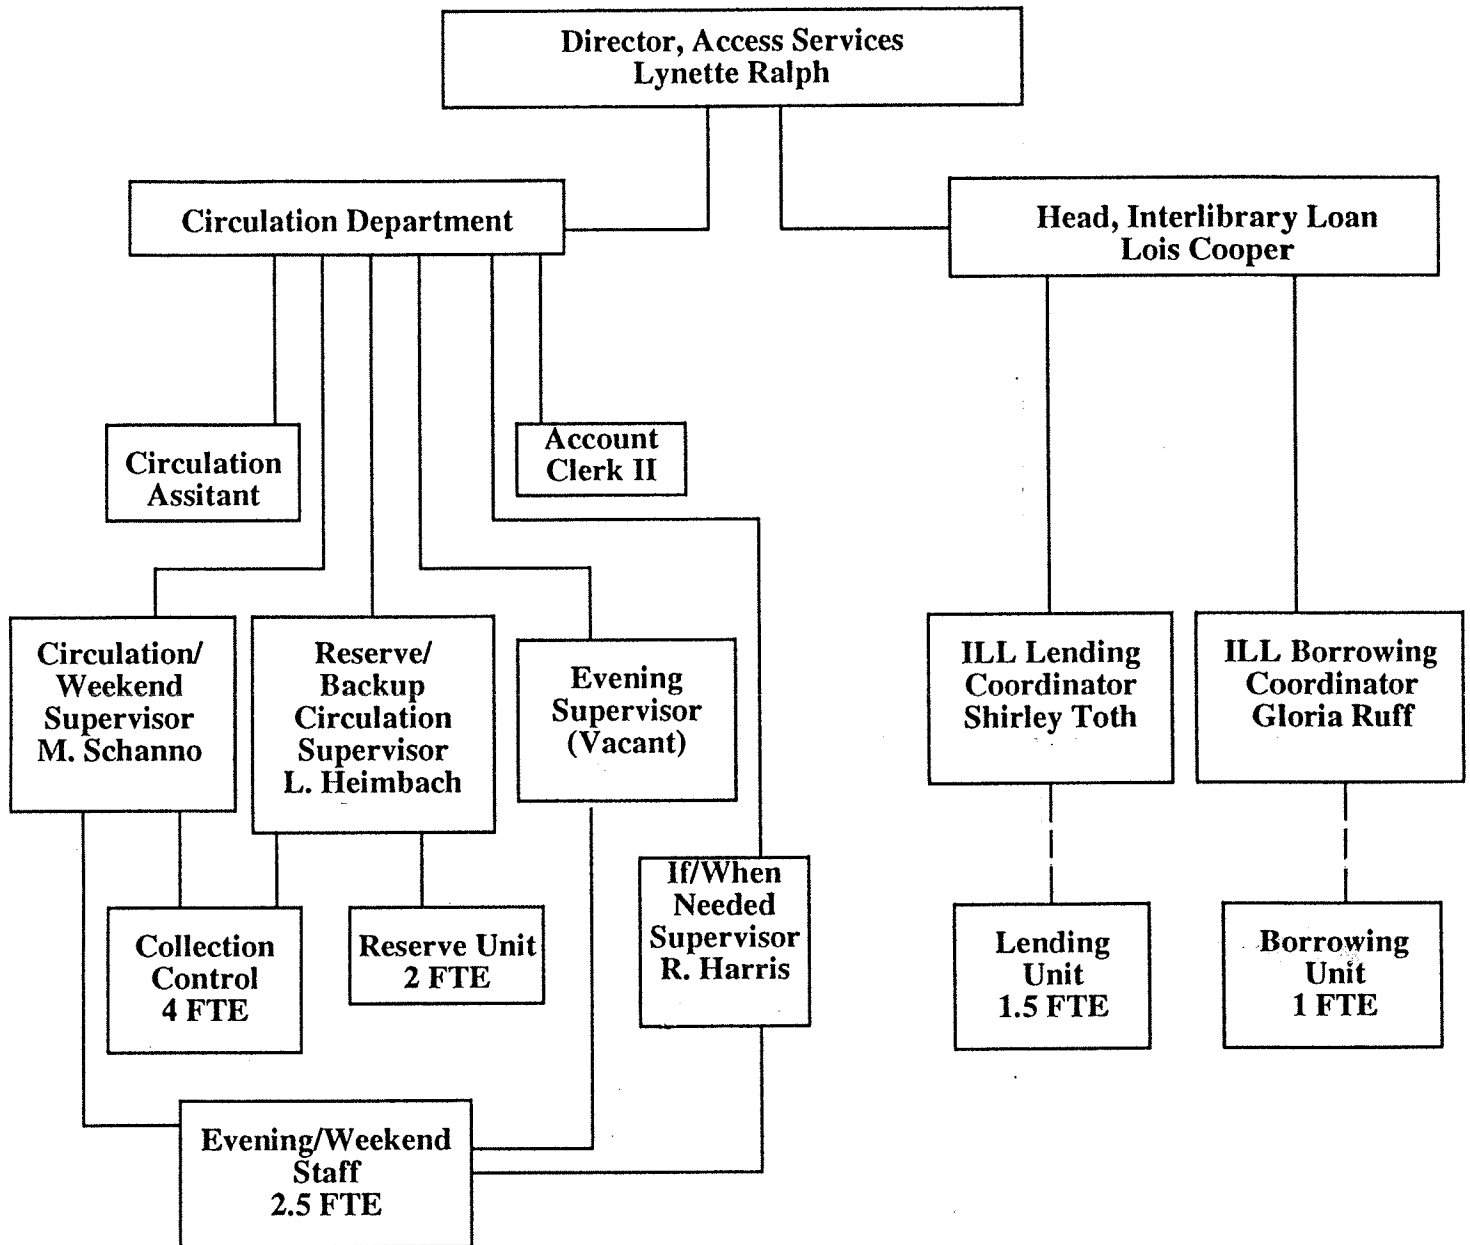 Director, Access Services
Lynette Ralph
Circulation Department
Head, Interlibrary Loan
Lois Cooper
Circulation
Assitant
Account
Clerk II
Circulation/
Weekend
Supervisor
M. Schanno
Reserve/
Backup
Circulation
Supervisor
L. Heimbach
Evening
Supervisor
(Vacant)
ILL Lending
Coordinator
Shirley Toth
ILL Borrowing
Coordinator
Gloria Ruff
If/When
Needed
Supervisor
R. Harris
Collection
Control
4 FTE
Reserve Unit
2 FTE
Lending
Unit
1.5 FTE
Borrowing
Unit
1 FTE
Evening/Weekend
Staff
2.5 FTE